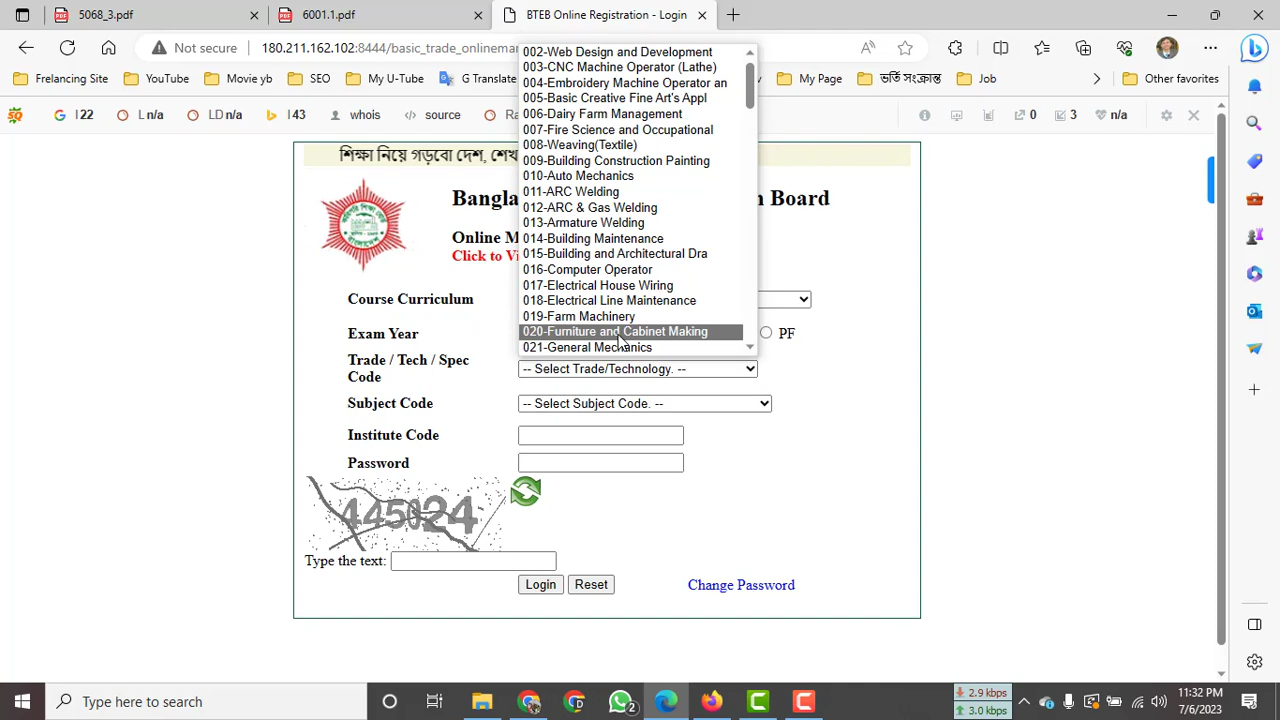 5068_3.pdf
6001.1.pdf
BTEB Online Registration - Login
Not secure
180.211.162.102:8444/basic_trade_onlinema
Frelancing Site
YouTube
Movie yb
SEO
My U-Tube
G Translate
My Page
ভর্তি সংক্রান্ত
Job
Other favorites
SQ
I 22
L n/a
LD n/a
I 41
whois
source
Ra
0
3
n/a
002-Web Design and Development
003-CNC Machine Operator (Lathe)
004-Embroidery Machine Operator an
005-Basic Creative Fine Art's Appl
006-Dairy Farm Management
007-Fire Science and Occupational
008-Weaving(Textile)
009-Building Construction Painting
010-Auto Mechanics
011-ARC Welding
012-ARC & Gas Welding
013-Armature Welding
014-Building Maintenance
015-Building and Architectural Dra
016-Computer Operator
017-Electrical House Wiring
018-Electrical Line Maintenance
019-Farm Machinery
020-Furniture and Cabinet Making
021-General Mechanics
শিক্ষা নিয়ে গড়বো দেশ, শেখ
Bangla
n Board
Online M
Click to Vi
Course Curriculum
Exam Year
PF
Trade / Tech / Spec
Code
-- Select Trade/Technology. --
Subject Code
-- Select Subject Code. --
Institute Code
Password
445024
Type the text:
Login
Reset
Change Password
Type here to search
2
2.9 kbps
3.0 kbps
11:32 PM
7/6/2023